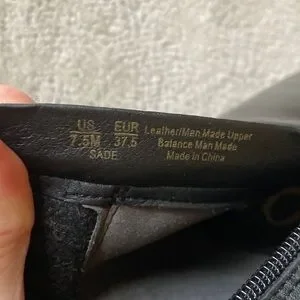 US EUR
7.5M 37.5
SADE
Leather/Man Made Upper
Balance Man Made
Made in China